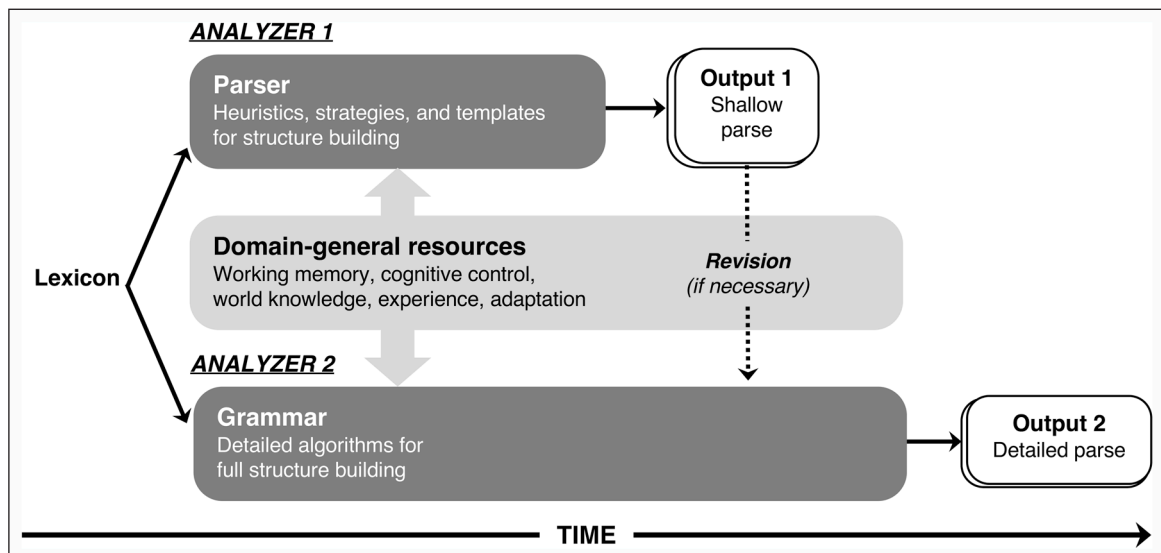 ANALYZER 1
Parser
Heuristics, strategies, and templates
for structure building
Output 1
Shallow
parse
Lexicon
Domain-general resources
Working memory, cognitive control,
world knowledge, experience, adaptation
Revision
(if necessary)
ANALYZER 2
Grammar
Detailed algorithms for
full structure building
Output 2
Detailed parse
TIME